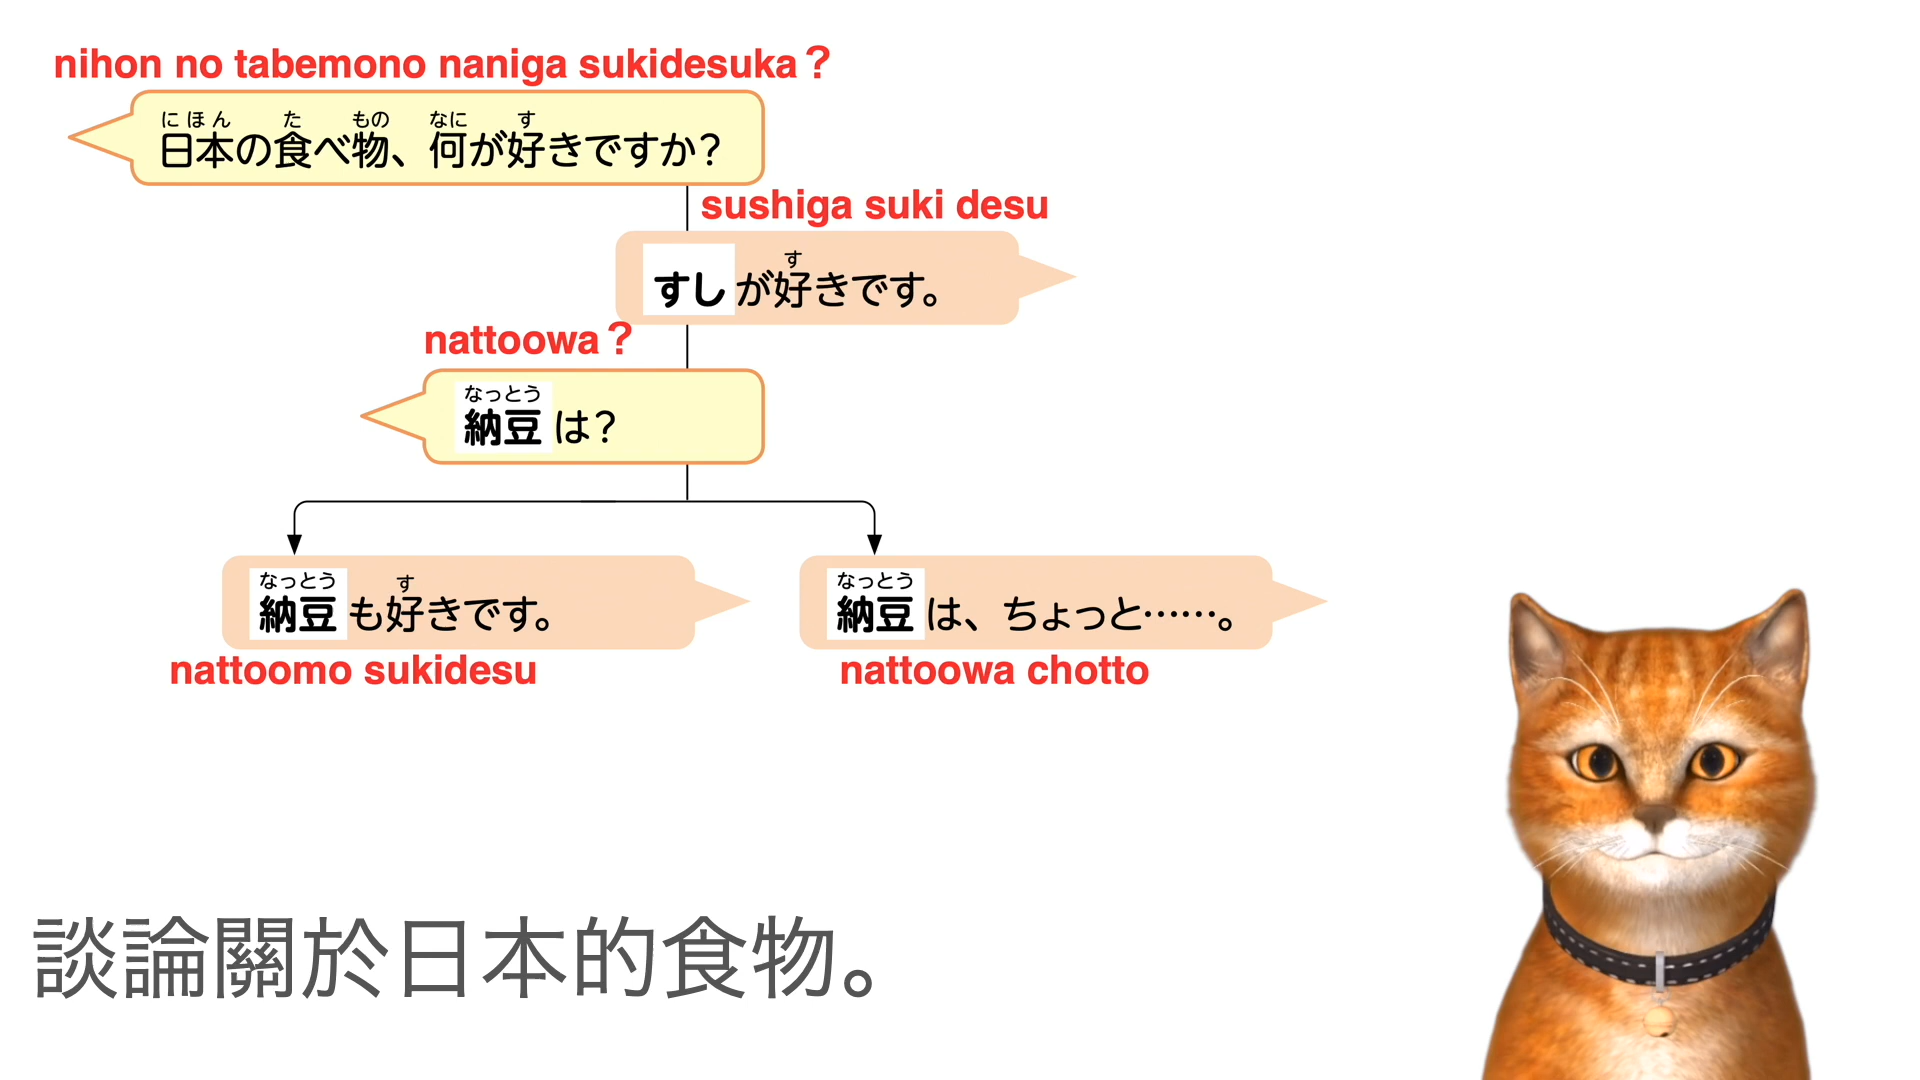 nihon no tabemono naniga sukidesuka？
にほん た もの なに す
日本の食べ物、何が好きですか？
sushiga suki desu
す
すしが好きです。
nattoowa？
なっとう
納豆は？
なっとう す
納豆も好きです。
なっとう
納豆は、ちょっと……。
nattoomo sukidesu
nattoowa chotto
談論關於日本的食物。